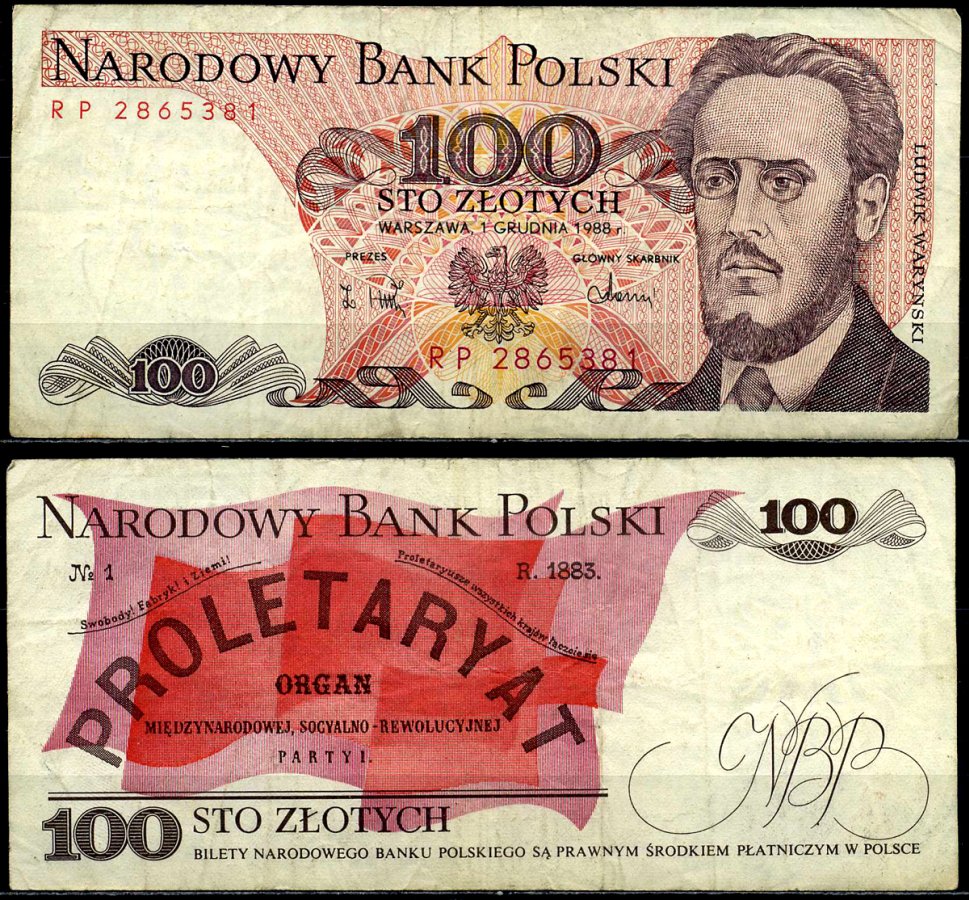 NARODOWY BANK POLSKI
RP 2865381
100
STO ZŁOTYCH
WARSZAWA, 1 GRUDNIA 1988 r.
PREZES GŁÓWNY SKARBNIK
RP 2865381
100
LUDWIK WARYŃSKI
NARODOWY BANK POLSKI
100
№ 1 R. 1883.
Swobody! Fabryk! i Ziemi!
Proletaryusze wszystkich krajów łączcie się
PROLETARYAT
ORGAN
MIĘDZYNARODOWEJ, SOCYALNO-REWOLUCYJNEJ
PARTYI.
NBP
100 STO ZŁOTYCH
BILETY NARODOWEGO BANKU POLSKIEGO SĄ PRAWNYM ŚRODKIEM PŁATNICZYM W POLSCE